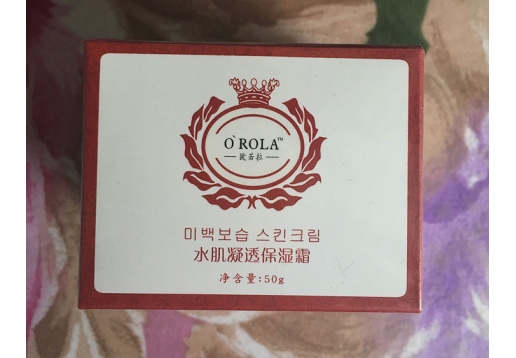 O`ROLA™
—欧若拉—
미백보습 스킨크림
水肌凝透保湿霜
净含量:50g